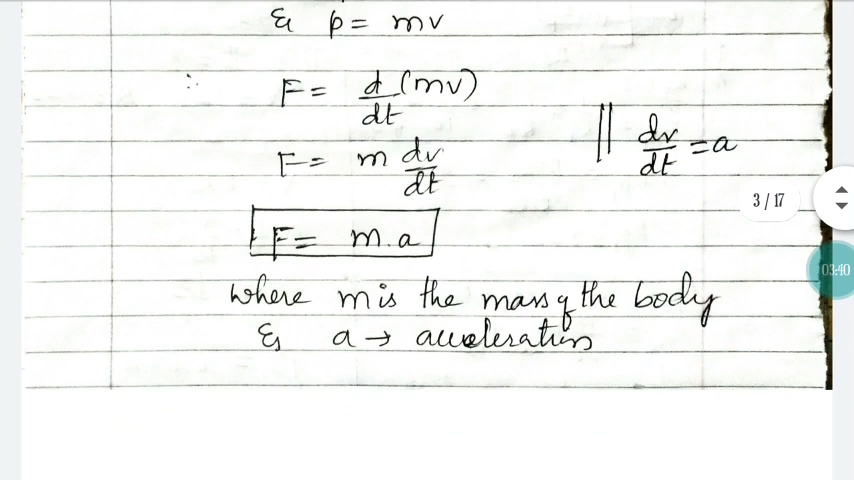 & p = mv
∴ F = d/dt (mv)
F = m dv/dt || dv/dt = a
3 / 17
F = m.a
03:40
where m is the mass of the body
& a → acceleration